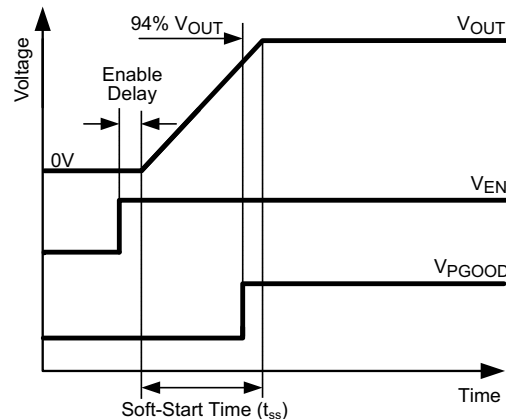 94% VOUT
VOUT
Enable
Delay
Voltage
0V
VEN
VPGOOD
Time
Soft-Start Time (tss)